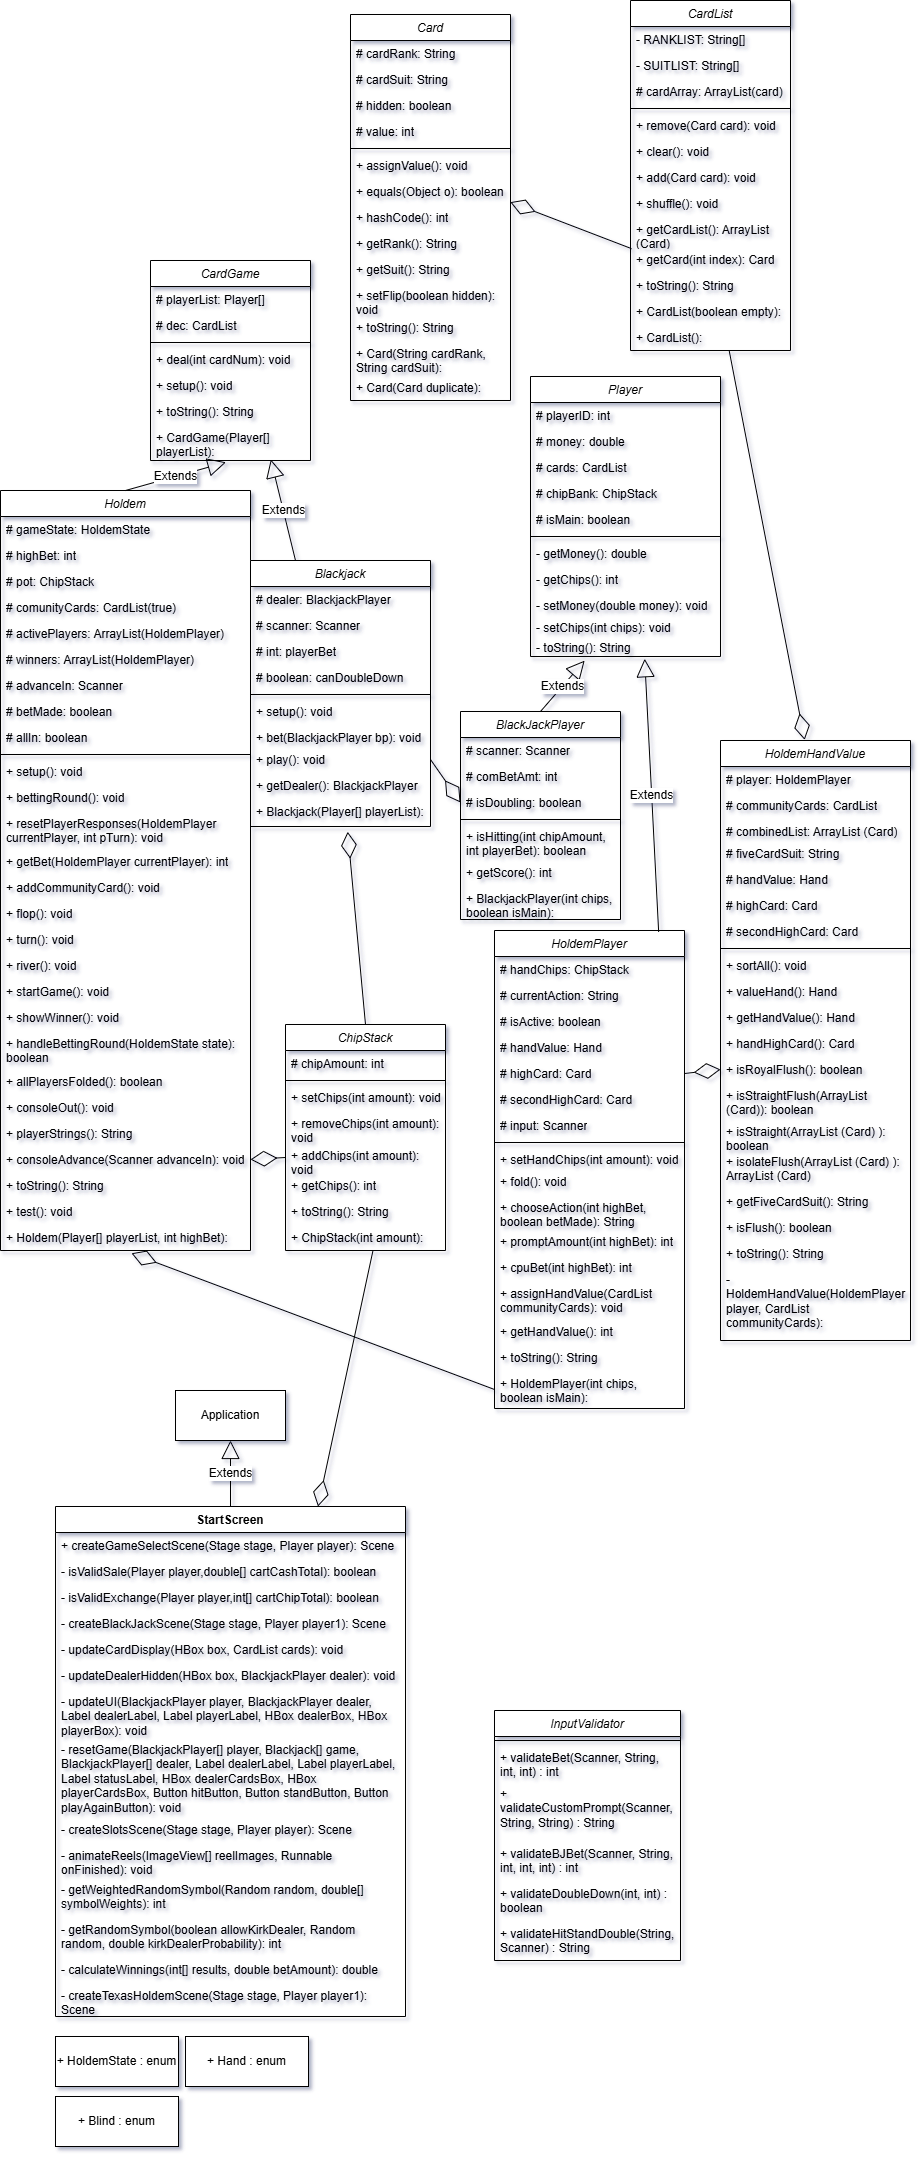 Card
# cardRank: String
# cardSuit: String
# hidden: boolean
# value: int
+ assignValue(): void
+ equals(Object o): boolean
+ hashCode(): int
+ getRank(): String
+ getSuit(): String
+ setFlip(boolean hidden):
void
+ toString(): String
+ Card(String cardRank,
String cardSuit):
+ Card(Card duplicate):
CardList
- RANKLIST: String[]
- SUITLIST: String[]
# cardArray: ArrayList(card)
+ remove(Card card): void
+ clear(): void
+ add(Card card): void
+ shuffle(): void
+ getCardList(): ArrayList
(Card)
+ getCard(int index): Card
+ toString(): String
+ CardList(boolean empty):
+ CardList():
CardGame
# playerList: Player[]
# dec: CardList
+ deal(int cardNum): void
+ setup(): void
+ toString(): String
+ CardGame(Player[]
playerList):
Extends
Extends
Player
# playerID: int
# money: double
# cards: CardList
# chipBank: ChipStack
# isMain: boolean
- getMoney(): double
- getChips(): int
- setMoney(double money): void
- setChips(int chips): void
- toString(): String
Extends
Extends
Holdem
# gameState: HoldemState
# highBet: int
# pot: ChipStack
# comunityCards: CardList(true)
# activePlayers: ArrayList(HoldemPlayer)
# winners: ArrayList(HoldemPlayer)
# advanceIn: Scanner
# betMade: boolean
# allIn: boolean
+ setup(): void
+ bettingRound(): void
+ resetPlayerResponses(HoldemPlayer
currentPlayer, int pTurn): void
+ getBet(HoldemPlayer currentPlayer): int
+ addCommunityCard(): void
+ flop(): void
+ turn(): void
+ river(): void
+ startGame(): void
+ showWinner(): void
+ handleBettingRound(HoldemState state):
boolean
+ allPlayersFolded(): boolean
+ consoleOut(): void
+ playerStrings(): String
+ consoleAdvance(Scanner advanceIn): void
+ toString(): String
+ test(): void
+ Holdem(Player[] playerList, int highBet):
Blackjack
# dealer: BlackjackPlayer
# scanner: Scanner
# int: playerBet
# boolean: canDoubleDown
+ setup(): void
+ bet(BlackjackPlayer bp): void
+ play(): void
+ getDealer(): BlackjackPlayer
+ Blackjack(Player[] playerList):
BlackJackPlayer
# scanner: Scanner
# comBetAmt: int
# isDoubling: boolean
+ isHitting(int chipAmount,
int playerBet): boolean
+ getScore(): int
+ BlackjackPlayer(int chips,
boolean isMain):
HoldemHandValue
# player: HoldemPlayer
# communityCards: CardList
# combinedList: ArrayList (Card)
# fiveCardSuit: String
# handValue: Hand
# highCard: Card
# secondHighCard: Card
+ sortAll(): void
+ valueHand(): Hand
+ getHandValue(): Hand
+ handHighCard(): Card
+ isRoyalFlush(): boolean
+ isStraightFlush(ArrayList
(Card)): boolean
+ isStraight(ArrayList (Card) ):
boolean
+ isolateFlush(ArrayList (Card) ):
ArrayList (Card)
+ getFiveCardSuit(): String
+ isFlush(): boolean
+ toString(): String
-
HoldemHandValue(HoldemPlayer
player, CardList
communityCards):
HoldemPlayer
# handChips: ChipStack
# currentAction: String
# isActive: boolean
# handValue: Hand
# highCard: Card
# secondHighCard: Card
# input: Scanner
+ setHandChips(int amount): void
+ fold(): void
+ chooseAction(int highBet,
boolean betMade): String
+ promptAmount(int highBet): int
+ cpuBet(int highBet): int
+ assignHandValue(CardList
communityCards): void
+ getHandValue(): int
+ toString(): String
+ HoldemPlayer(int chips,
boolean isMain):
ChipStack
# chipAmount: int
+ setChips(int amount): void
+ removeChips(int amount):
void
+ addChips(int amount):
void
+ getChips(): int
+ toString(): String
+ ChipStack(int amount):
Application
Extends
StartScreen
+ createGameSelectScene(Stage stage, Player player): Scene
- isValidSale(Player player,double[] cartCashTotal): boolean
- isValidExchange(Player player,int[] cartChipTotal): boolean
- createBlackJackScene(Stage stage, Player player1): Scene
- updateCardDisplay(HBox box, CardList cards): void
- updateDealerHidden(HBox box, BlackjackPlayer dealer): void
- updateUI(BlackjackPlayer player, BlackjackPlayer dealer,
Label dealerLabel, Label playerLabel, HBox dealerBox, HBox
playerBox): void
- resetGame(BlackjackPlayer[] player, Blackjack[] game,
BlackjackPlayer[] dealer, Label dealerLabel, Label playerLabel,
Label statusLabel, HBox dealerCardsBox, HBox
playerCardsBox, Button hitButton, Button standButton, Button
playAgainButton): void
- createSlotsScene(Stage stage, Player player): Scene
- animateReels(ImageView[] reelImages, Runnable
onFinished): void
- getWeightedRandomSymbol(Random random, double[]
symbolWeights): int
- getRandomSymbol(boolean allowKirkDealer, Random
random, double kirkDealerProbability): int
- calculateWinnings(int[] results, double betAmount): double
- createTexasHoldemScene(Stage stage, Player player1):
Scene
InputValidator
+ validateBet(Scanner, String,
int, int) : int
+
validateCustomPrompt(Scanner,
String, String) : String
+ validateBJBet(Scanner, String,
int, int, int) : int
+ validateDoubleDown(int, int) :
boolean
+ validateHitStandDouble(String,
Scanner) : String
+ HoldemState : enum
+ Hand : enum
+ Blind : enum